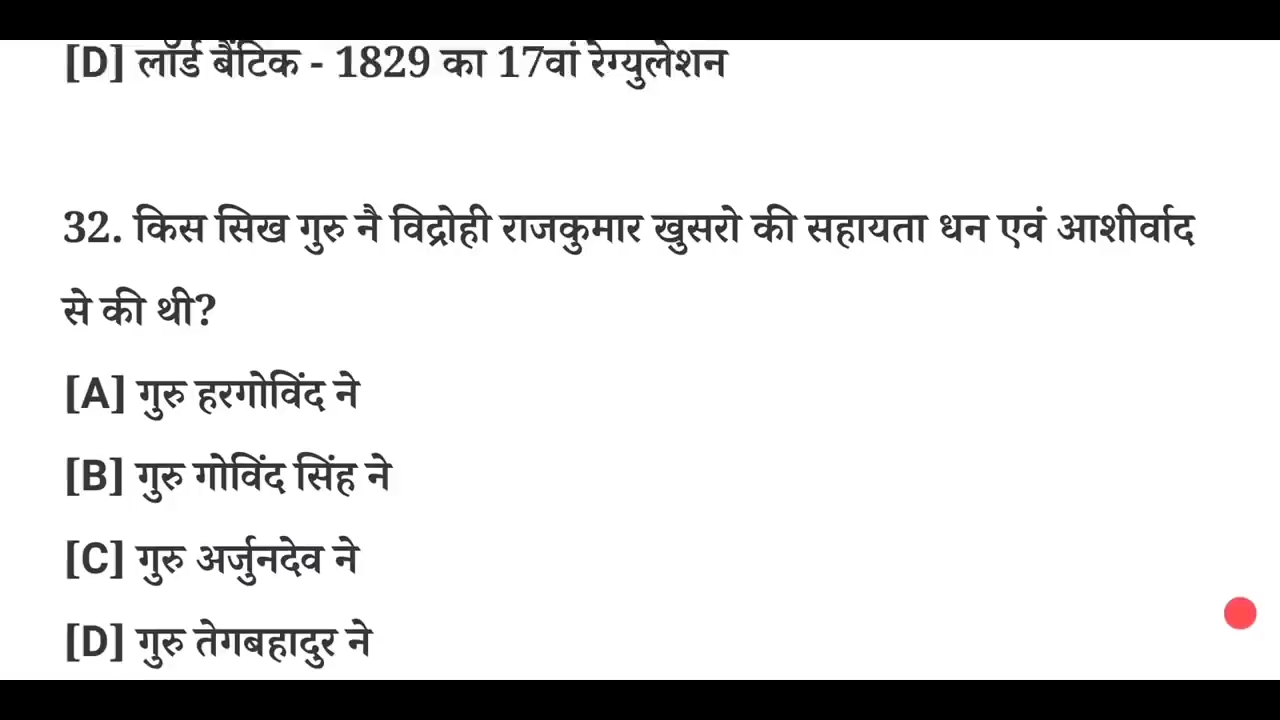 [D] लॉर्ड बैंटिक - 1829 का 17वां रेग्युलेशन
32. किस सिख गुरु नै विद्रोही राजकुमार खुसरो की सहायता धन एवं आशीर्वाद
से की थी?
[A] गुरु हरगोविंद ने
[B] गुरु गोविंद सिंह ने
[C] गुरु अर्जुनदेव ने
[D] गुरु तेगबहादुर ने